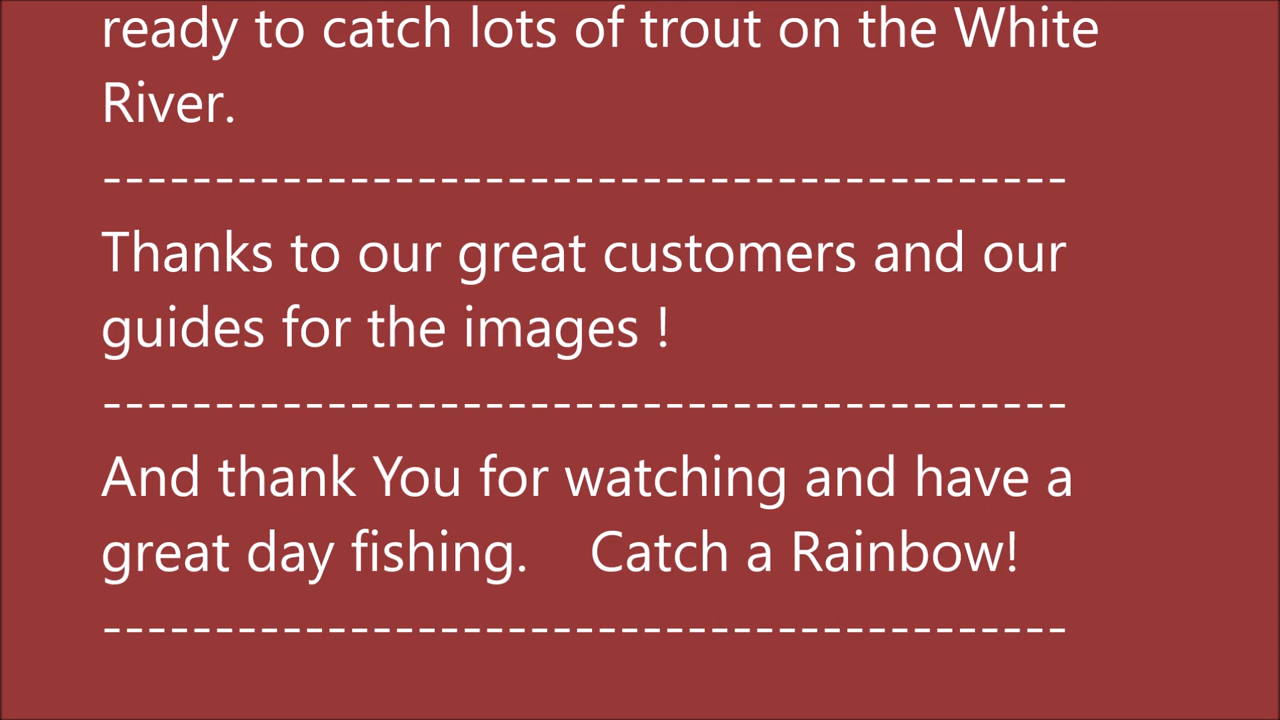 ready to catch lots of trout on the White
River.
-------------------------------------------
Thanks to our great customers and our
guides for the images !
-------------------------------------------
And thank You for watching and have a
great day fishing.    Catch a Rainbow!
-------------------------------------------